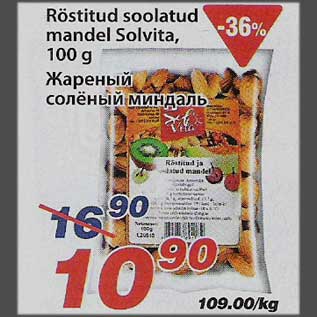 Röstitud soolatud
mandel Solvita,
100 g
-36%
Жареный
солёный миндаль
Vita
Röstitud ja
soolatud mandel
16 90
10 90
109.00/kg